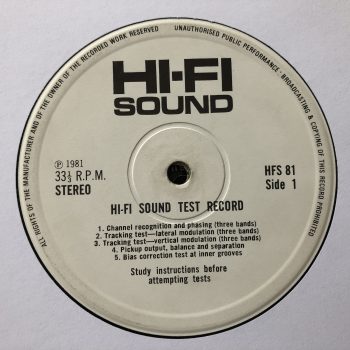 ALL RIGHTS OF THE MANUFACTURER AND OF THE OWNER OF THE RECORDED WORK RESERVED
UNAUTHORISED PUBLIC PERFORMANCE · BROADCASTING & COPYING OF THIS RECORD PROHIBITED
HI-FI
SOUND
℗ 1981
33⅓ R.P.M.
STEREO
HFS 81
Side 1
HI-FI SOUND TEST RECORD
1. Channel recognition and phasing (three bands)
2. Tracking test—lateral modulation (three bands)
3. Tracking test—vertical modulation (three bands)
4. Pickup output, balance and separation
5. Bias correction test at inner grooves
Study instructions before
attempting tests